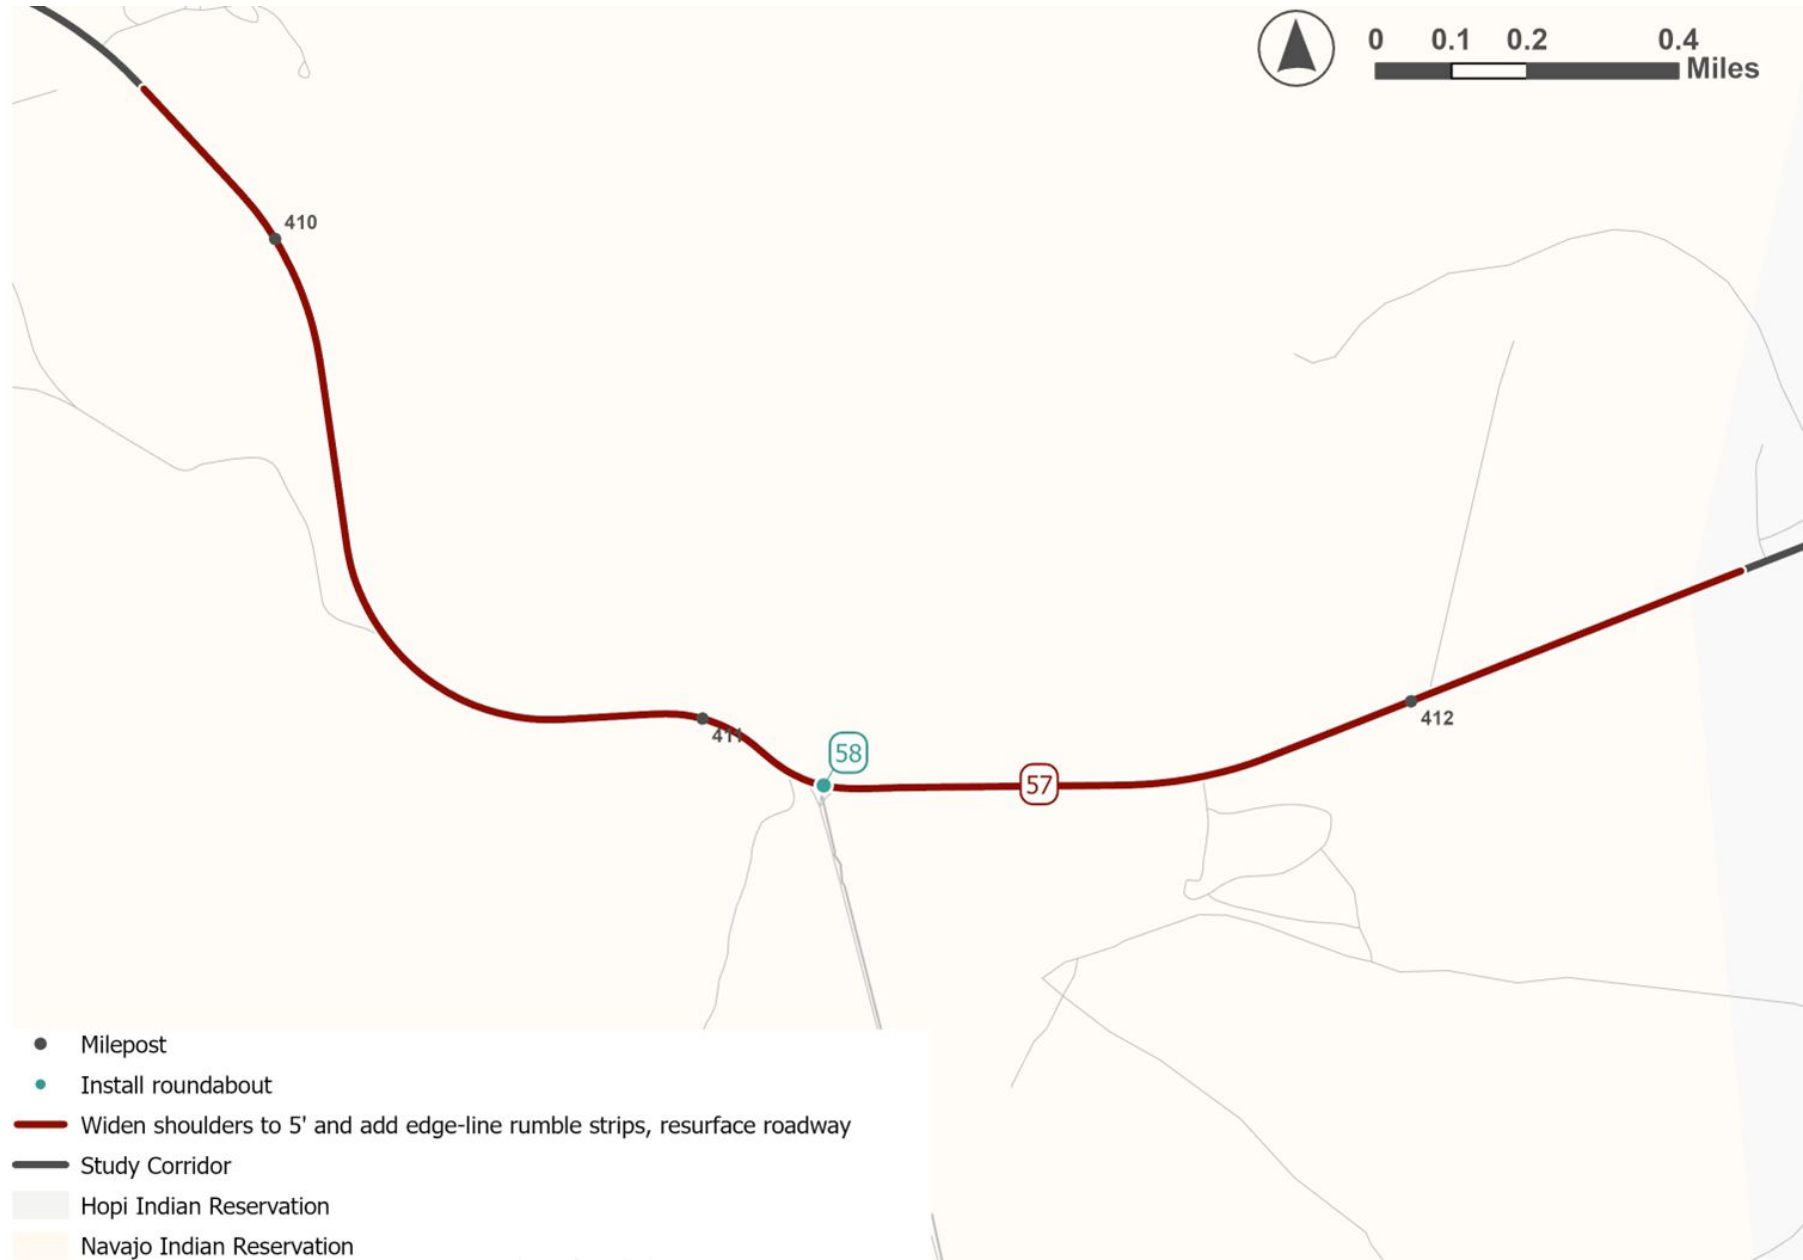 0 0.1 0.2 0.4
Miles
410
411
58
57
412
Milepost
Install roundabout
Widen shoulders to 5' and add edge-line rumble strips, resurface roadway
Study Corridor
Hopi Indian Reservation
Navajo Indian Reservation